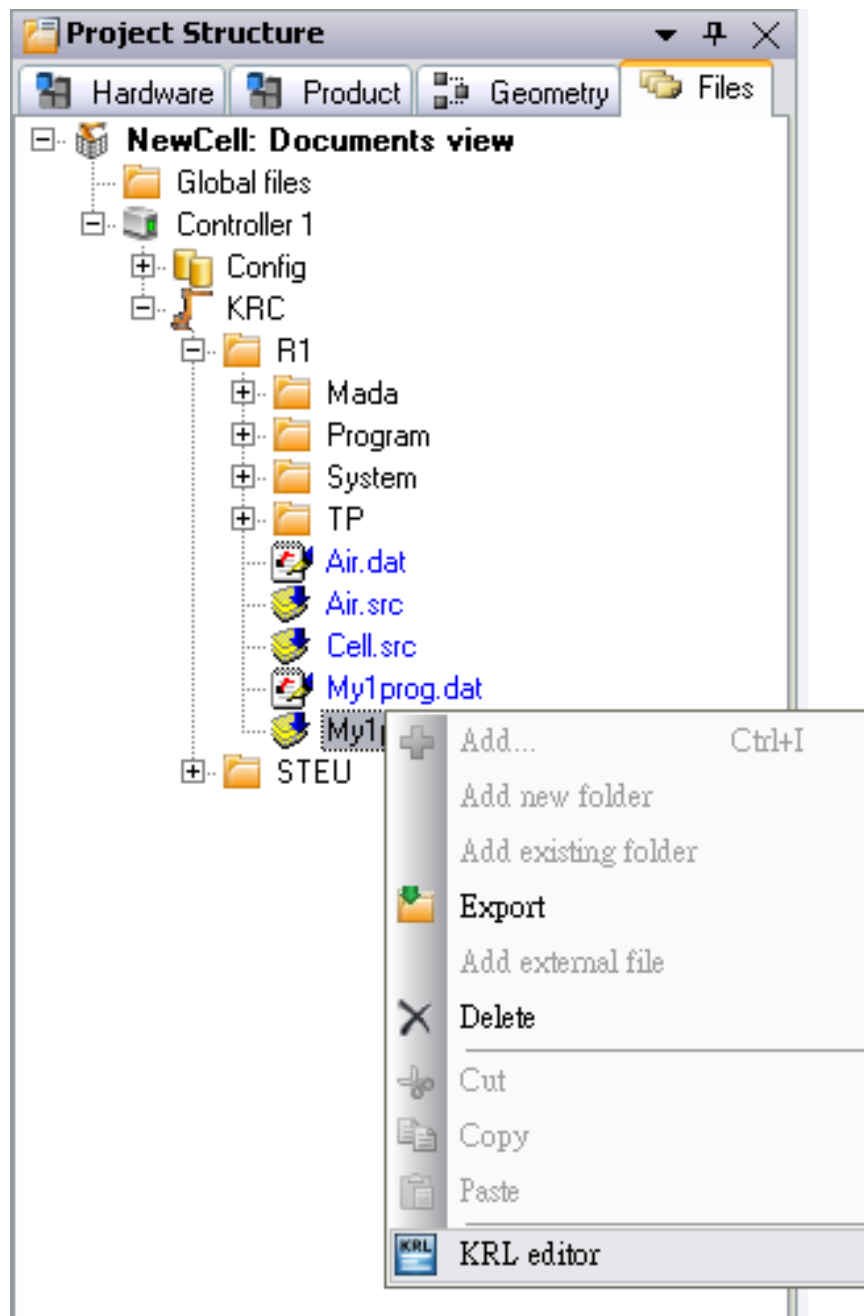 Project Structure
Hardware Product Geometry Files
NewCell: Documents view
Global files
Controller 1
Config
KRC
R1
Mada
Program
System
TP
Air.dat
Air.src
Cell.src
My1prog.dat
My1p
STEU
Add... Ctrl+I
Add new folder
Add existing folder
Export
Add external file
Delete
Cut
Copy
Paste
KRL KRL editor